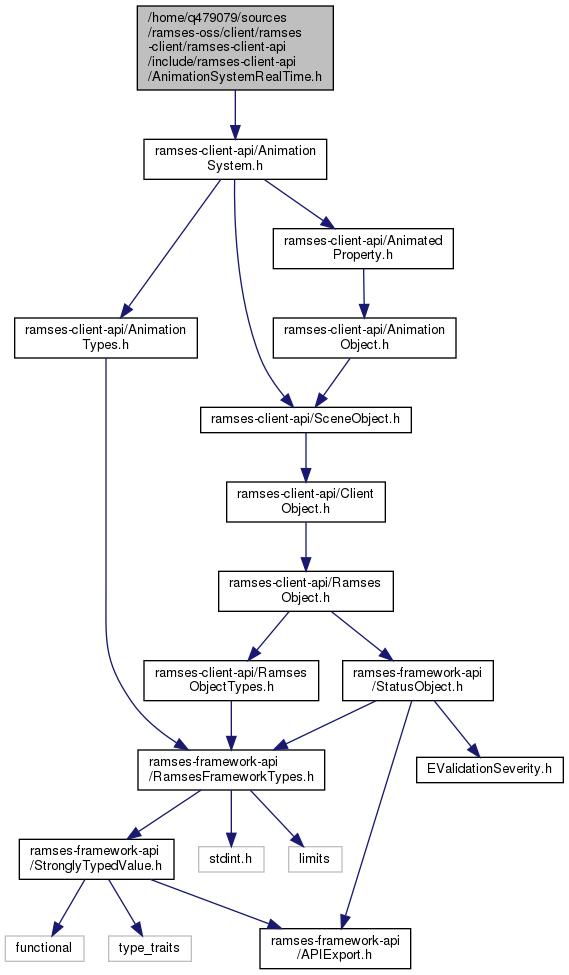 /home/q479079/sources
/ramses-oss/client/ramses
-client/ramses-client-api
/include/ramses-client-api
/AnimationSystemRealTime.h
ramses-client-api/Animation
System.h
ramses-client-api/Animated
Property.h
ramses-client-api/Animation
Types.h
ramses-client-api/Animation
Object.h
ramses-client-api/SceneObject.h
ramses-client-api/Client
Object.h
ramses-client-api/Ramses
Object.h
ramses-client-api/Ramses
ObjectTypes.h
ramses-framework-api
/StatusObject.h
ramses-framework-api
/RamsesFrameworkTypes.h
EValidationSeverity.h
ramses-framework-api
/StronglyTypedValue.h
stdint.h
limits
functional
type_traits
ramses-framework-api
/APIExport.h